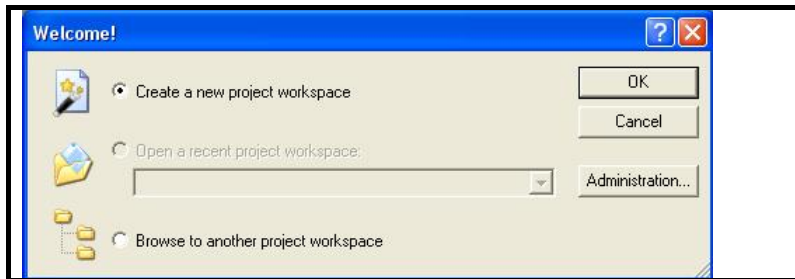 Welcome!
Create a new project workspace
OK
Cancel
Open a recent project workspace:
Administration...
Browse to another project workspace